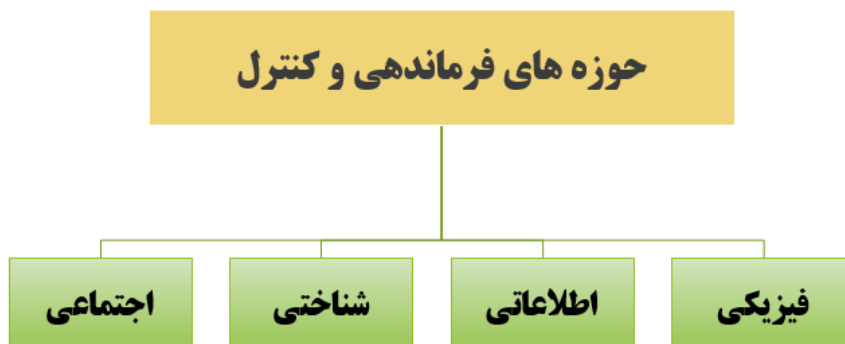 حوزه های فرماندهی و کنترل
فیزیکی
اطلاعاتی
شناختی
اجتماعی